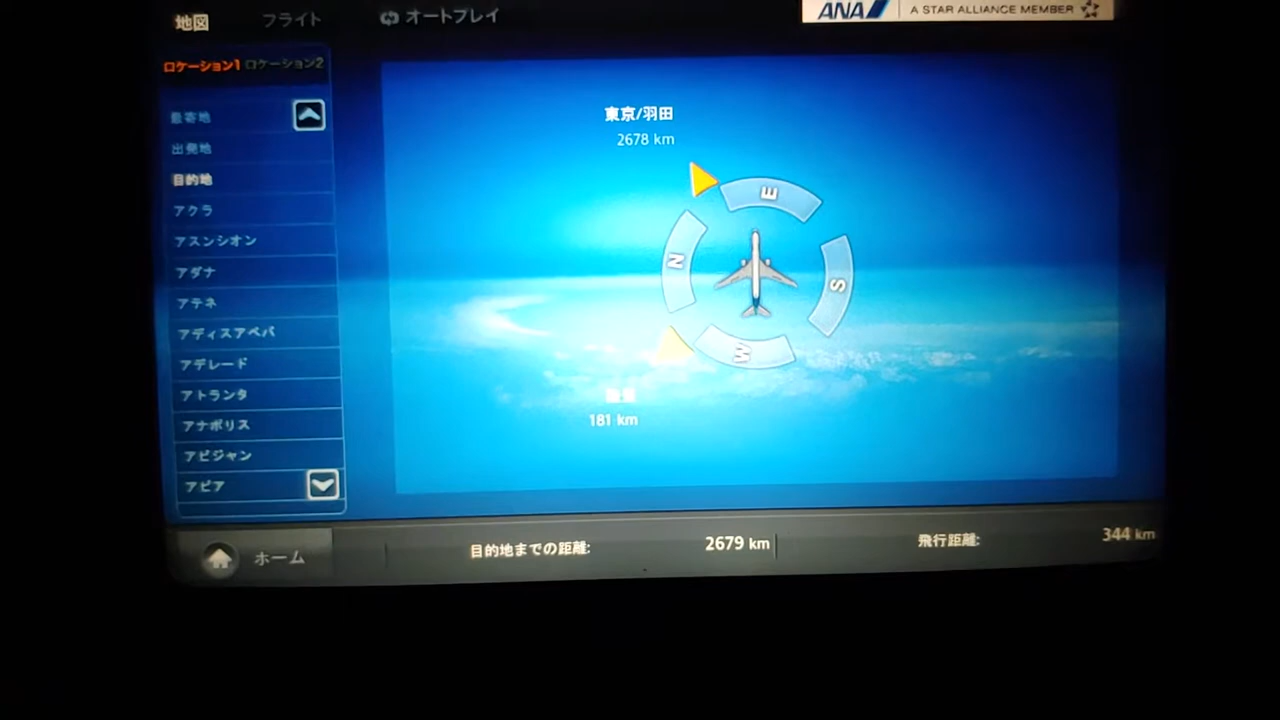 地図 フライト オートプレイ
ANA A STAR ALLIANCE MEMBER
ロケーション1 ロケーション2
最寄地
出発地
目的地
アクラ
アスンシオン
アダナ
アテネ
アディスアベバ
アデレード
アトランタ
アナポリス
アビジャン
アピア
東京/羽田
2678 km
E
N
S
W
181 km
ホーム
目的地までの距離: 2679 km
飛行距離: 344 km